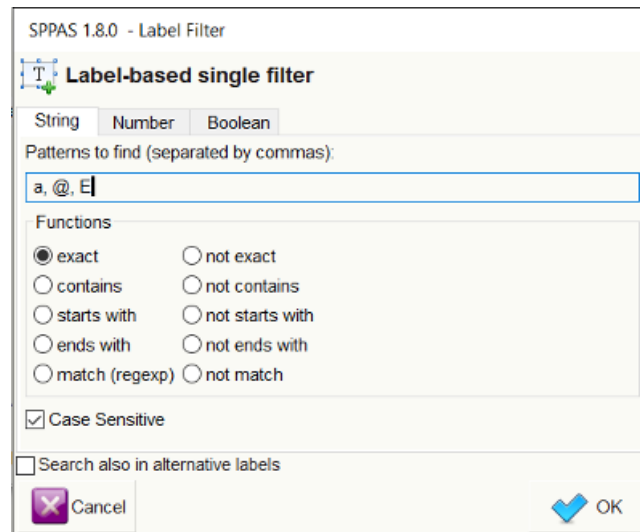 SPPAS 1.8.0 - Label Filter
T Label-based single filter
String Number Boolean
Patterns to find (separated by commas):
a, @, E
Functions
exact not exact
contains not contains
starts with not starts with
ends with not ends with
match (regexp) not match
Case Sensitive
Search also in alternative labels
Cancel OK